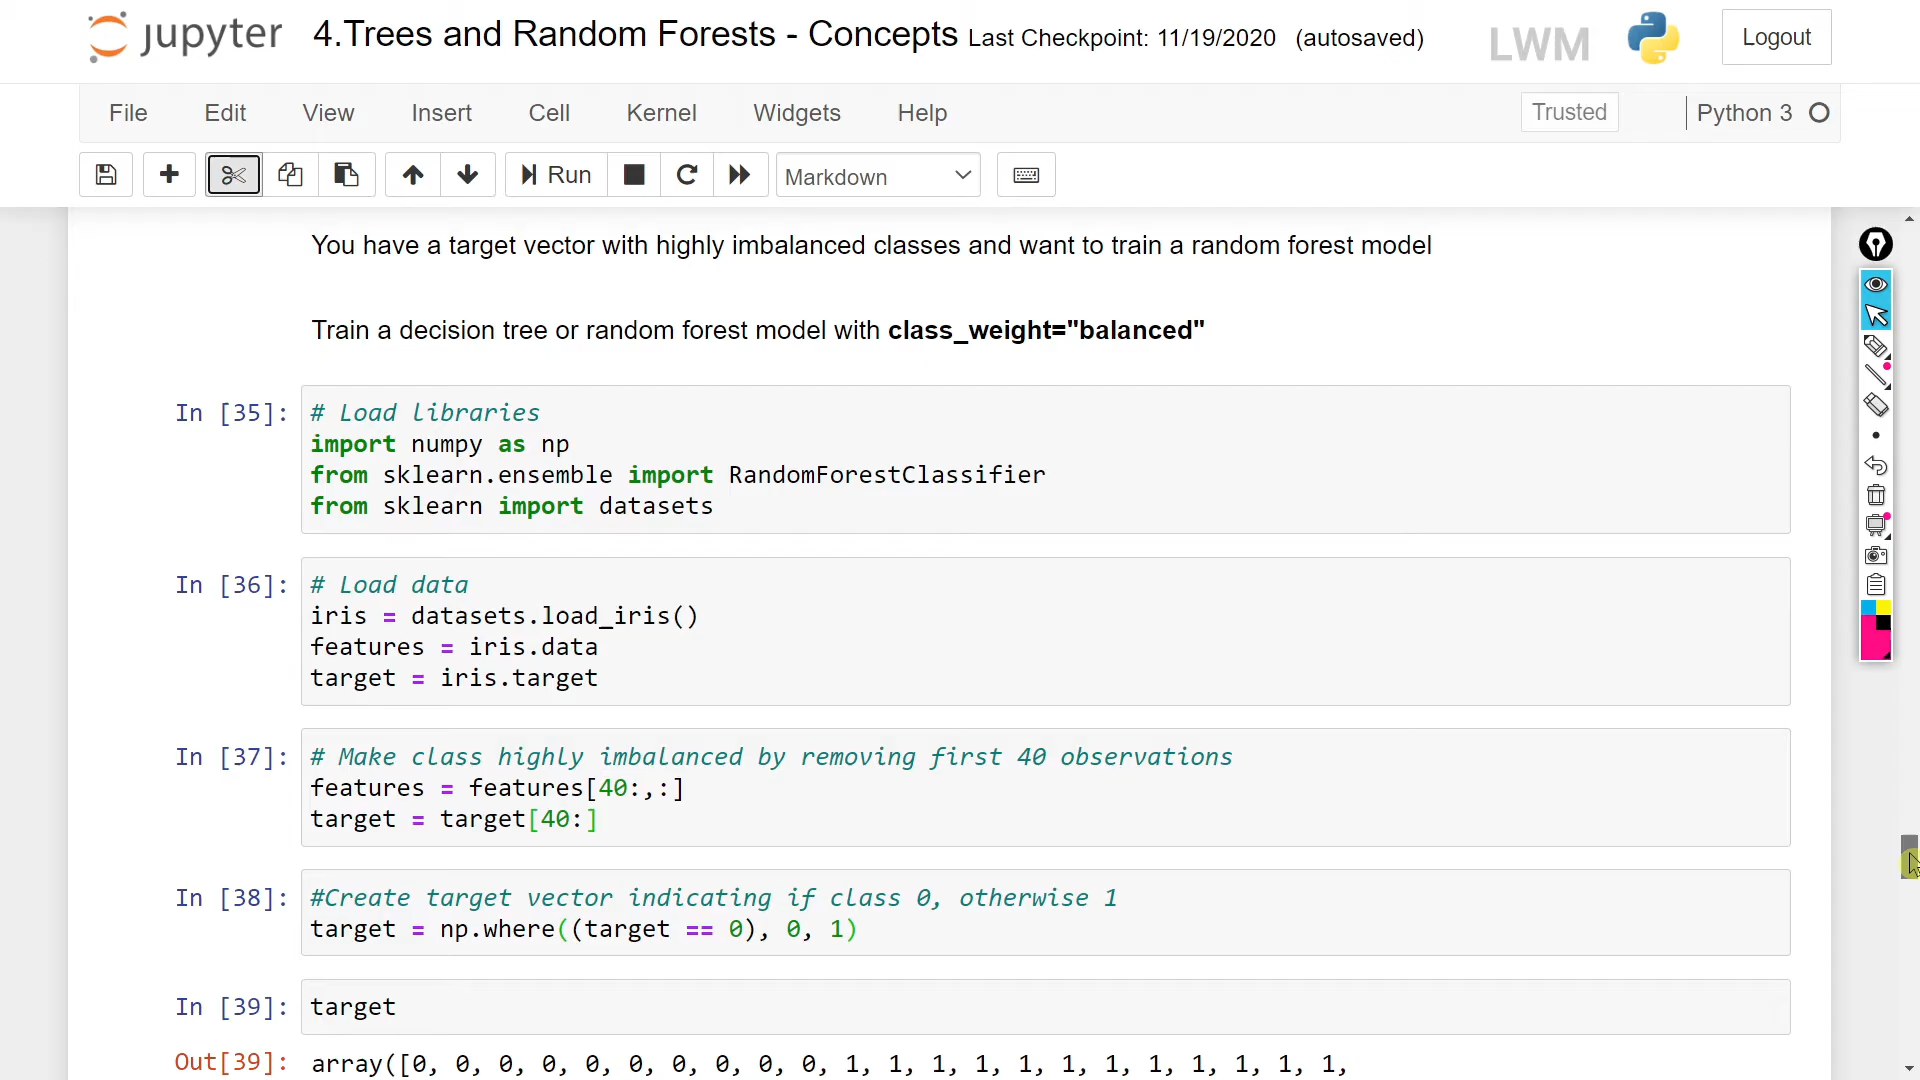 jupyter 4.Trees and Random Forests - Concepts Last Checkpoint: 11/19/2020 (autosaved) LWM Logout
File Edit View Insert Cell Kernel Widgets Help Trusted Python 3
Run Markdown
You have a target vector with highly imbalanced classes and want to train a random forest model
Train a decision tree or random forest model with class_weight="balanced"
In [35]: # Load libraries
import numpy as np
from sklearn.ensemble import RandomForestClassifier
from sklearn import datasets
In [36]: # Load data
iris = datasets.load_iris()
features = iris.data
target = iris.target
In [37]: # Make class highly imbalanced by removing first 40 observations
features = features[40:,:]
target = target[40:]
In [38]: #Create target vector indicating if class 0, otherwise 1
target = np.where((target == 0), 0, 1)
In [39]: target
Out[39]: array([0, 0, 0, 0, 0, 0, 0, 0, 0, 0, 1, 1, 1, 1, 1, 1, 1, 1, 1, 1, 1, 1,